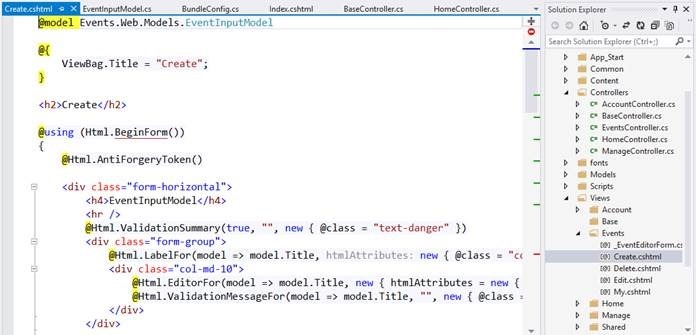 Create.cshtml EventInputModel.cs BundleConfig.cs Index.cshtml BaseController.cs HomeController.cs
@model Events.Web.Models.EventInputModel
@{
ViewBag.Title = "Create";
}
<h2>Create</h2>
@using (Html.BeginForm())
{
@Html.AntiForgeryToken()
<div class="form-horizontal">
<h4>EventInputModel</h4>
<hr />
@Html.ValidationSummary(true, "", new { @class = "text-danger" })
<div class="form-group">
@Html.LabelFor(model => model.Title, htmlAttributes: new { @class = "co
<div class="col-md-10">
@Html.EditorFor(model => model.Title, new { htmlAttributes = new {
@Html.ValidationMessageFor(model => model.Title, "", new { @class =
</div>
</div>
Solution Explorer
Search Solution Explorer (Ctrl+;)
App_Start
Common
Content
Controllers
C# AccountController.cs
C# BaseController.cs
C# EventsController.cs
C# HomeController.cs
C# ManageController.cs
fonts
Models
Scripts
Views
Account
Base
Events
[@] _EventEditorForm.cs
[@] Create.cshtml
[@] Delete.cshtml
[@] Edit.cshtml
[@] My.cshtml
Home
Manage
Shared